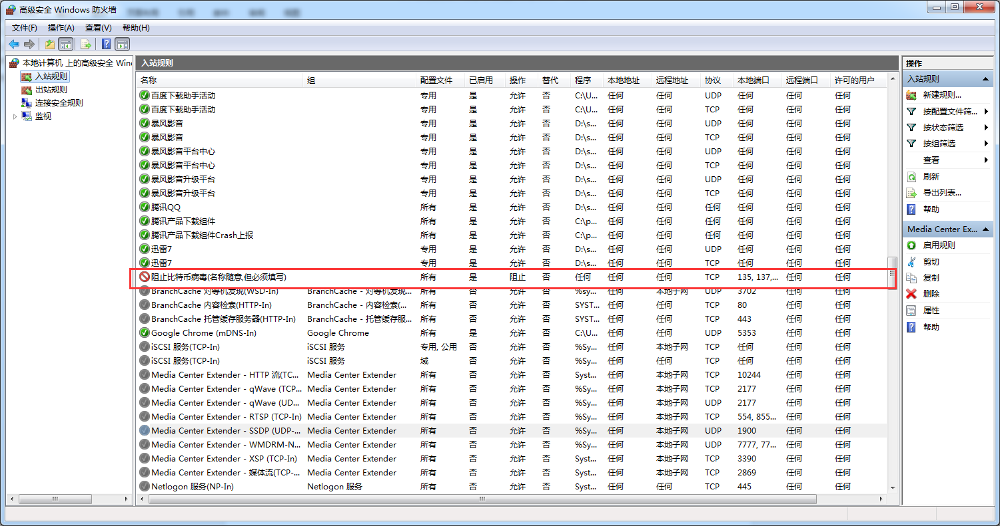 高级安全 Windows 防火墙
文件(F) 操作(A) 查看(V) 帮助(H)
本地计算机 上的高级安全 Win
入站规则
出站规则
连接安全规则
监视
入站规则
名称 组 配置文件 已启用 操作 替代 程序 本地地址 远程地址 协议 本地端口 远程端口 许可的用户
百度下载助手活动 专用 是 允许 否 C:\U... 任何 任何 UDP 任何 任何 任何
百度下载助手活动 专用 是 允许 否 C:\U... 任何 任何 TCP 任何 任何 任何
暴风影音 专用 是 允许 否 D:\s... 任何 任何 UDP 任何 任何 任何
暴风影音 专用 是 允许 否 D:\s... 任何 任何 TCP 任何 任何 任何
暴风影音平台中心 专用 是 允许 否 D:\s... 任何 任何 UDP 任何 任何 任何
暴风影音平台中心 专用 是 允许 否 D:\s... 任何 任何 TCP 任何 任何 任何
暴风影音升级平台 专用 是 允许 否 D:\s... 任何 任何 UDP 任何 任何 任何
暴风影音升级平台 专用 是 允许 否 D:\s... 任何 任何 TCP 任何 任何 任何
腾讯QQ 所有 是 允许 否 D:\s... 任何 任何 任何 任何 任何 任何
腾讯产品下载组件 所有 是 允许 否 C:\p... 任何 任何 任何 任何 任何 任何
腾讯产品下载组件Crash上报 所有 是 允许 否 C:\p... 任何 任何 任何 任何 任何 任何
迅雷7 专用 是 允许 否 D:\s... 任何 任何 UDP 任何 任何 任何
迅雷7 专用 是 允许 否 D:\s... 任何 任何 TCP 任何 任何 任何
阻止比特币病毒(名称随意,但必须填写) 所有 是 阻止 否 任何 任何 任何 TCP 135, 137,... 任何 任何
BranchCache 对等机发现(WSD-In) BranchCache - 对等机发现... 所有 否 允许 否 %sy... 任何 本地子网 UDP 3702 任何 任何
BranchCache 内容检索(HTTP-In) BranchCache - 内容检索(... 所有 否 允许 否 SYST... 任何 任何 TCP 80 任何 任何
BranchCache 托管缓存服务器(HTTP-In) BranchCache - 托管缓存服... 所有 否 允许 否 SYST... 任何 任何 TCP 443 任何 任何
Google Chrome (mDNS-In) Google Chrome 所有 是 允许 否 C:\U... 任何 任何 UDP 5353 任何 任何
iSCSI 服务(TCP-In) iSCSI 服务 专用, 公用 否 允许 否 %Sy... 任何 本地子网 TCP 任何 任何 任何
iSCSI 服务(TCP-In) iSCSI 服务 域 否 允许 否 %Sy... 任何 任何 TCP 任何 任何 任何
Media Center Extender - HTTP 流(TC... Media Center Extender 所有 否 允许 否 Syst... 任何 本地子网 TCP 10244 任何 任何
Media Center Extender - qWave (TCP... Media Center Extender 所有 否 允许 否 %Sy... 任何 本地子网 TCP 2177 任何 任何
Media Center Extender - qWave (UD... Media Center Extender 所有 否 允许 否 %Sy... 任何 本地子网 UDP 2177 任何 任何
Media Center Extender - RTSP (TCP-In) Media Center Extender 所有 否 允许 否 %Sy... 任何 本地子网 TCP 554, 855... 任何 任何
Media Center Extender - SSDP (UDP-... Media Center Extender 所有 否 允许 否 %Sy... 任何 本地子网 UDP 1900 任何 任何
Media Center Extender - WMDRM-N... Media Center Extender 所有 否 允许 否 %Sy... 任何 本地子网 UDP 7777, 77... 任何 任何
Media Center Extender - XSP (TCP-In) Media Center Extender 所有 否 允许 否 Syst... 任何 本地子网 TCP 3390 任何 任何
Media Center Extender - 媒体流(TCP-... Media Center Extender 所有 否 允许 否 Syst... 任何 本地子网 TCP 2869 任何 任何
Netlogon 服务(NP-In) Netlogon 服务 所有 否 允许 否 Syst... 任何 任何 TCP 445 任何 任何
操作
入站规则
新建规则...
按配置文件筛...
按状态筛选
按组筛选
查看
刷新
导出列表...
帮助
Media Center Ex...
启用规则
剪切
复制
删除
属性
帮助